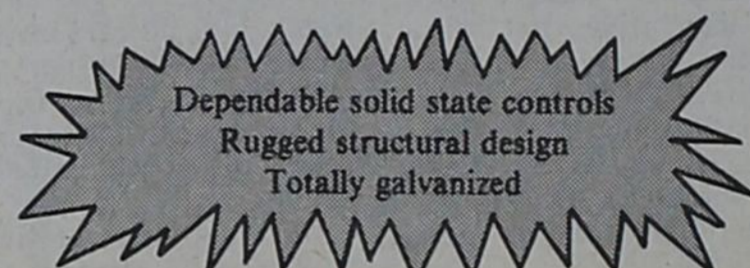 Dependable solid state controls
Rugged structural design
Totally galvanized